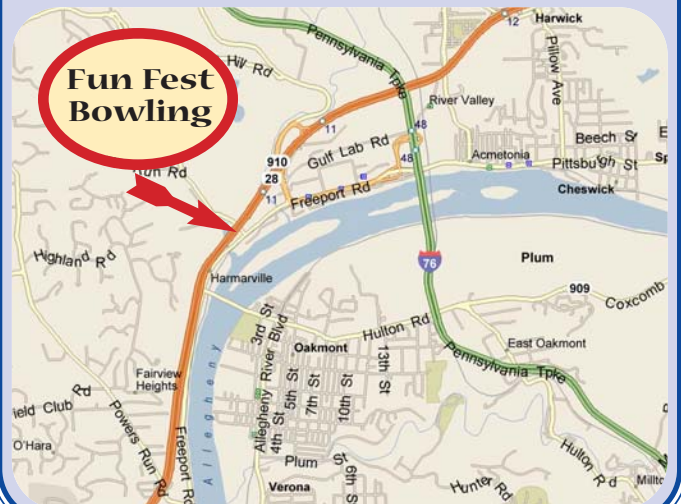 12
Harwick
Pennsylvania Tpke
Pillow Ave
Fun Fest
Bowling
Hill Rd
River Valley
11
48
Beech St
E
910
Gulf Lab Rd
48
Acmetonia
Pittsburgh St
Sp
28
un Rd
Freeport Rd
Cheswick
11
Highland Rd
76
Plum
Harmarville
909
Coxcomb
3rd St
Allegheny River Blvd
Hulton Rd
Oakmont
13th St
East Oakmont
Pennsylvania Tpke
Allegheny
Fairview
Heights
4th St
5th St
7th St
10th St
ield Club Rd
Powers Run Rd
Freeport Rd
O'Hara
Hulton Rd
Plum St
6th S
Hunter Rd
Milltc
Verona